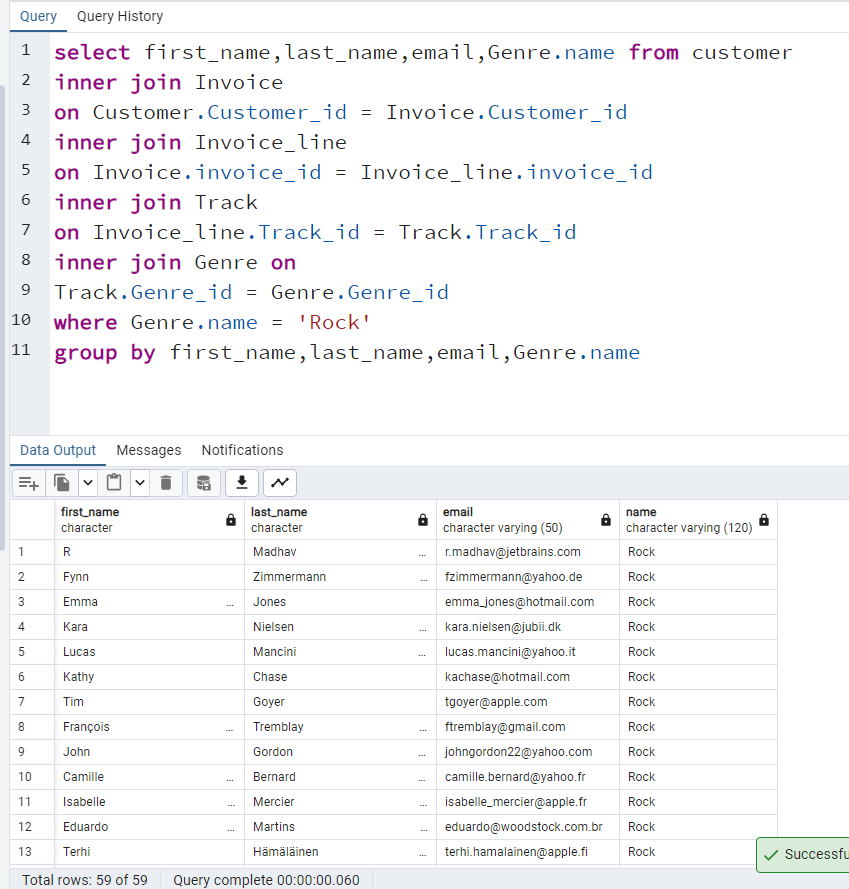 Query Query History
1 select first_name,last_name,email,Genre.name from customer
2 inner join Invoice
3 on Customer.Customer_id = Invoice.Customer_id
4 inner join Invoice_line
5 on Invoice.invoice_id = Invoice_line.invoice_id
6 inner join Track
7 on Invoice_line.Track_id = Track.Track_id
8 inner join Genre on
9 Track.Genre_id = Genre.Genre_id
10 where Genre.name = 'Rock'
11 group by first_name,last_name,email,Genre.name
Data Output Messages Notifications
first_name last_name email name
character character character varying (50) character varying (120)
1 R Madhav ... r.madhav@jetbrains.com Rock
2 Fynn Zimmermann ... fzimmermann@yahoo.de Rock
3 Emma ... Jones emma_jones@hotmail.com Rock
4 Kara Nielsen ... kara.nielsen@jubii.dk Rock
5 Lucas Mancini ... lucas.mancini@yahoo.it Rock
6 Kathy Chase kachase@hotmail.com Rock
7 Tim Goyer tgoyer@apple.com Rock
8 François ... Tremblay ... ftremblay@gmail.com Rock
9 John Gordon ... johngordon22@yahoo.com Rock
10 Camille ... Bernard ... camille.bernard@yahoo.fr Rock
11 Isabelle ... Mercier ... isabelle_mercier@apple.fr Rock
12 Eduardo ... Martins ... eduardo@woodstock.com.br Rock
13 Terhi Hämäläinen ... terhi.hamalainen@apple.fi Rock
Successfu
Total rows: 59 of 59 Query complete 00:00:00.060